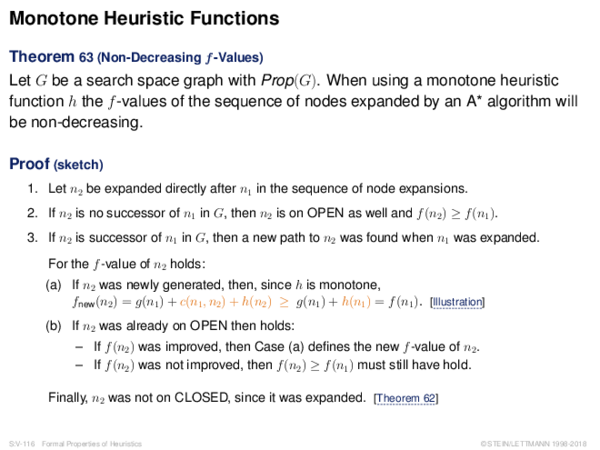 Monotone Heuristic Functions
Theorem 63 (Non-Decreasing f-Values)
Let G be a search space graph with Prop(G). When using a monotone heuristic
function h the f-values of the sequence of nodes expanded by an A* algorithm will
be non-decreasing.
Proof (sketch)
1. Let n₂ be expanded directly after n₁ in the sequence of node expansions.
2. If n₂ is no successor of n₁ in G, then n₂ is on OPEN as well and f(n₂) ≥ f(n₁).
3. If n₂ is successor of n₁ in G, then a new path to n₂ was found when n₁ was expanded.
For the f-value of n₂ holds:
(a) If n₂ was newly generated, then, since h is monotone,
fnew(n₂) = g(n₁) + c(n₁, n₂) + h(n₂) ≥ g(n₁) + h(n₁) = f(n₁). [Illustration]
(b) If n₂ was already on OPEN then holds:
– If f(n₂) was improved, then Case (a) defines the new f-value of n₂.
– If f(n₂) was not improved, then f(n₂) ≥ f(n₁) must still have hold.
Finally, n₂ was not on CLOSED, since it was expanded. [Theorem 62]
S:V-116 Formal Properties of Heuristics ©STEIN/LETTMANN 1998-2018